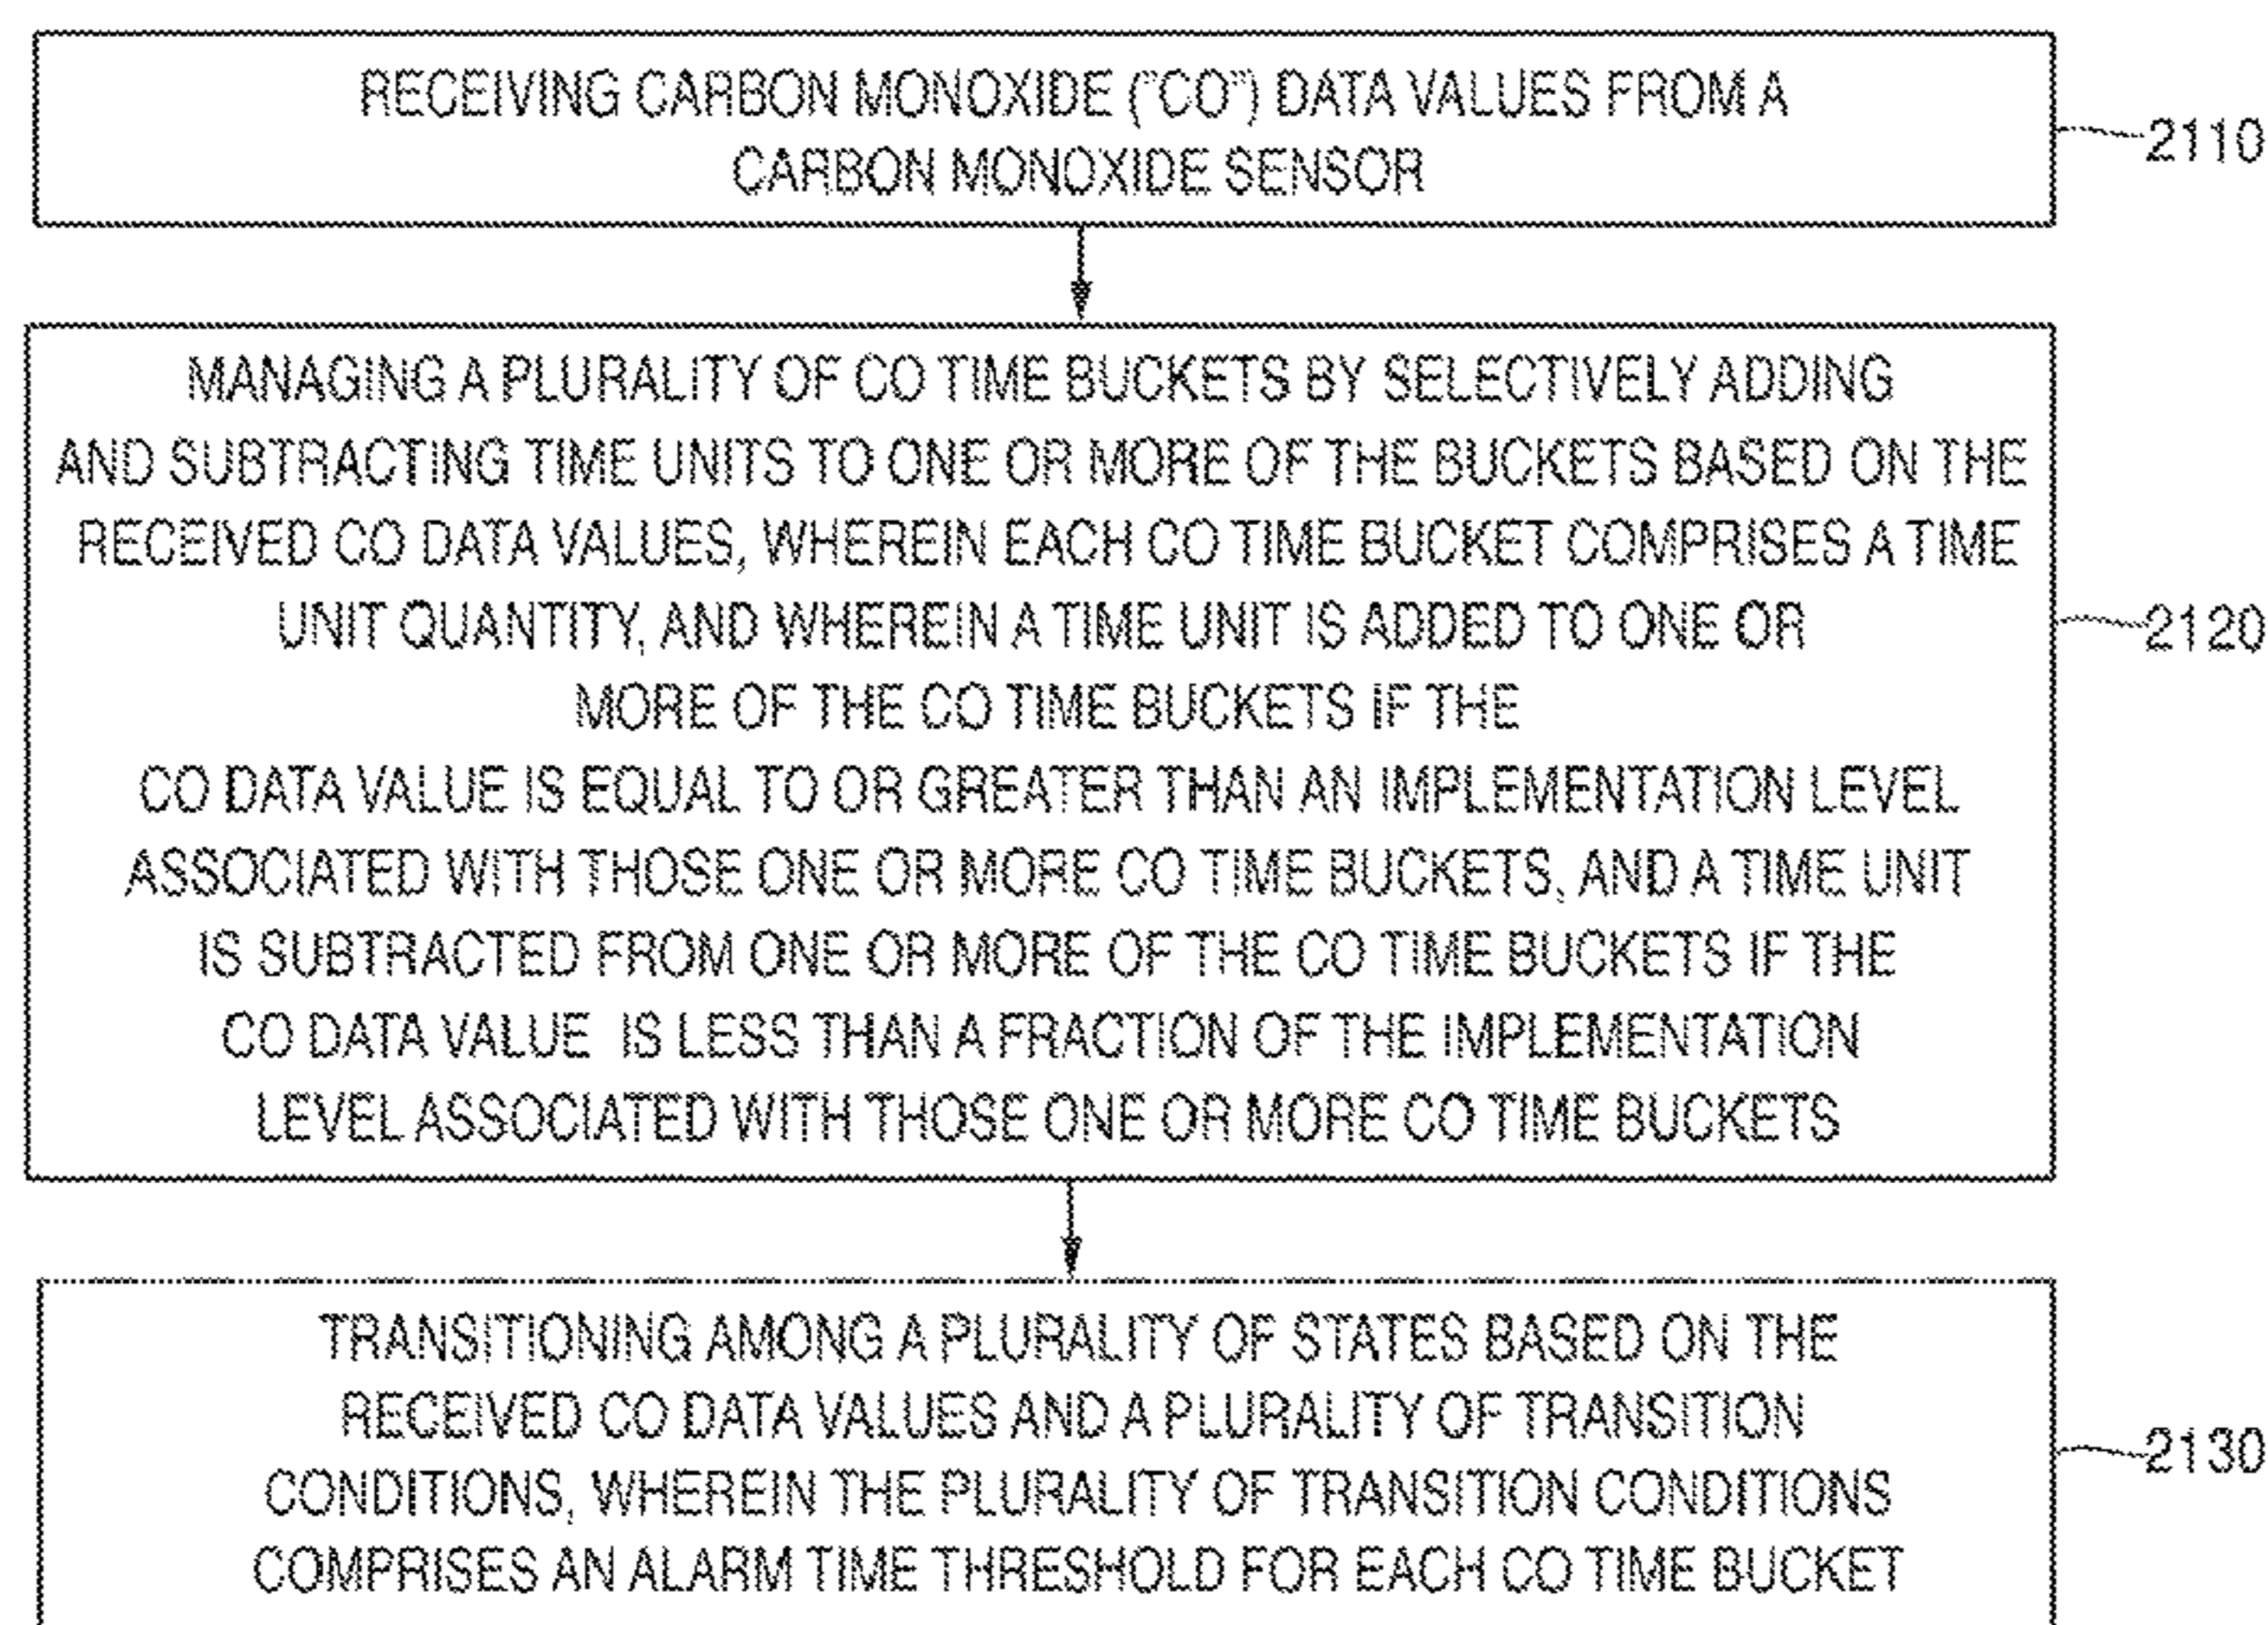 RECEIVING CARBON MONOXIDE ("CO") DATA VALUES FROM A
CARBON MONOXIDE SENSOR
2110
MANAGING A PLURALITY OF CO TIME BUCKETS BY SELECTIVELY ADDING
AND SUBTRACTING TIME UNITS TO ONE OR MORE OF THE BUCKETS BASED ON THE
RECEIVED CO DATA VALUES, WHEREIN EACH CO TIME BUCKET COMPRISES A TIME
UNIT QUANTITY, AND WHEREIN A TIME UNIT IS ADDED TO ONE OR
MORE OF THE CO TIME BUCKETS IF THE
CO DATA VALUE IS EQUAL TO OR GREATER THAN AN IMPLEMENTATION LEVEL
ASSOCIATED WITH THOSE ONE OR MORE CO TIME BUCKETS, AND A TIME UNIT
IS SUBTRACTED FROM ONE OR MORE OF THE CO TIME BUCKETS IF THE
CO DATA VALUE IS LESS THAN A FRACTION OF THE IMPLEMENTATION
LEVEL ASSOCIATED WITH THOSE ONE OR MORE CO TIME BUCKETS
2120
TRANSITIONING AMONG A PLURALITY OF STATES BASED ON THE
RECEIVED CO DATA VALUES AND A PLURALITY OF TRANSITION
CONDITIONS, WHEREIN THE PLURALITY OF TRANSITION CONDITIONS
COMPRISES AN ALARM TIME THRESHOLD FOR EACH CO TIME BUCKET
2130